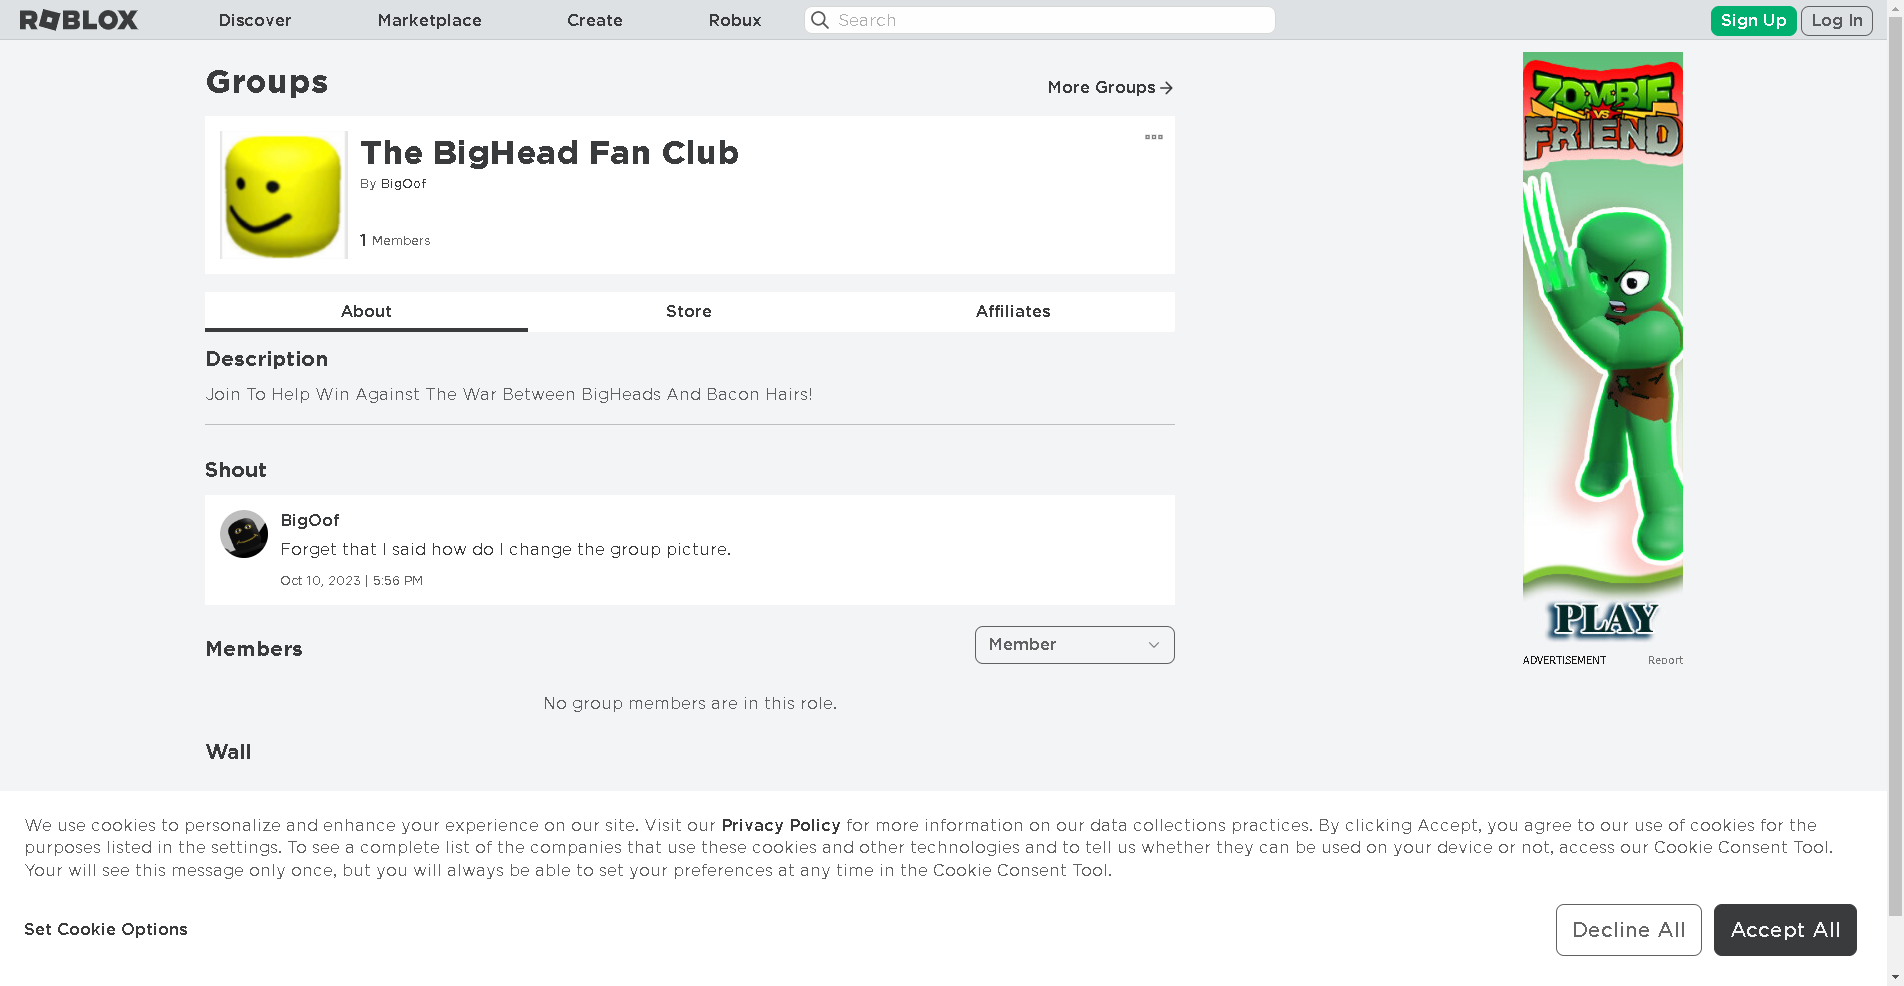 ROBLOX
Discover
Marketplace
Create
Robux
Search
Sign Up
Log In
Groups
More Groups
The BigHead Fan Club
By BigOof
1 Members
About
Store
Affiliates
Description
Join To Help Win Against The War Between BigHeads And Bacon Hairs!
Shout
BigOof
Forget that I said how do I change the group picture.
Oct 10, 2023 | 5:56 PM
Members
Member
No group members are in this role.
Wall
ZOMBIE
VS
FRIEND
PLAY
ADVERTISEMENT
Report
We use cookies to personalize and enhance your experience on our site. Visit our Privacy Policy for more information on our data collections practices. By clicking Accept, you agree to our use of cookies for the
purposes listed in the settings. To see a complete list of the companies that use these cookies and other technologies and to tell us whether they can be used on your device or not, access our Cookie Consent Tool.
Your will see this message only once, but you will always be able to set your preferences at any time in the Cookie Consent Tool.
Set Cookie Options
Decline All
Accept All